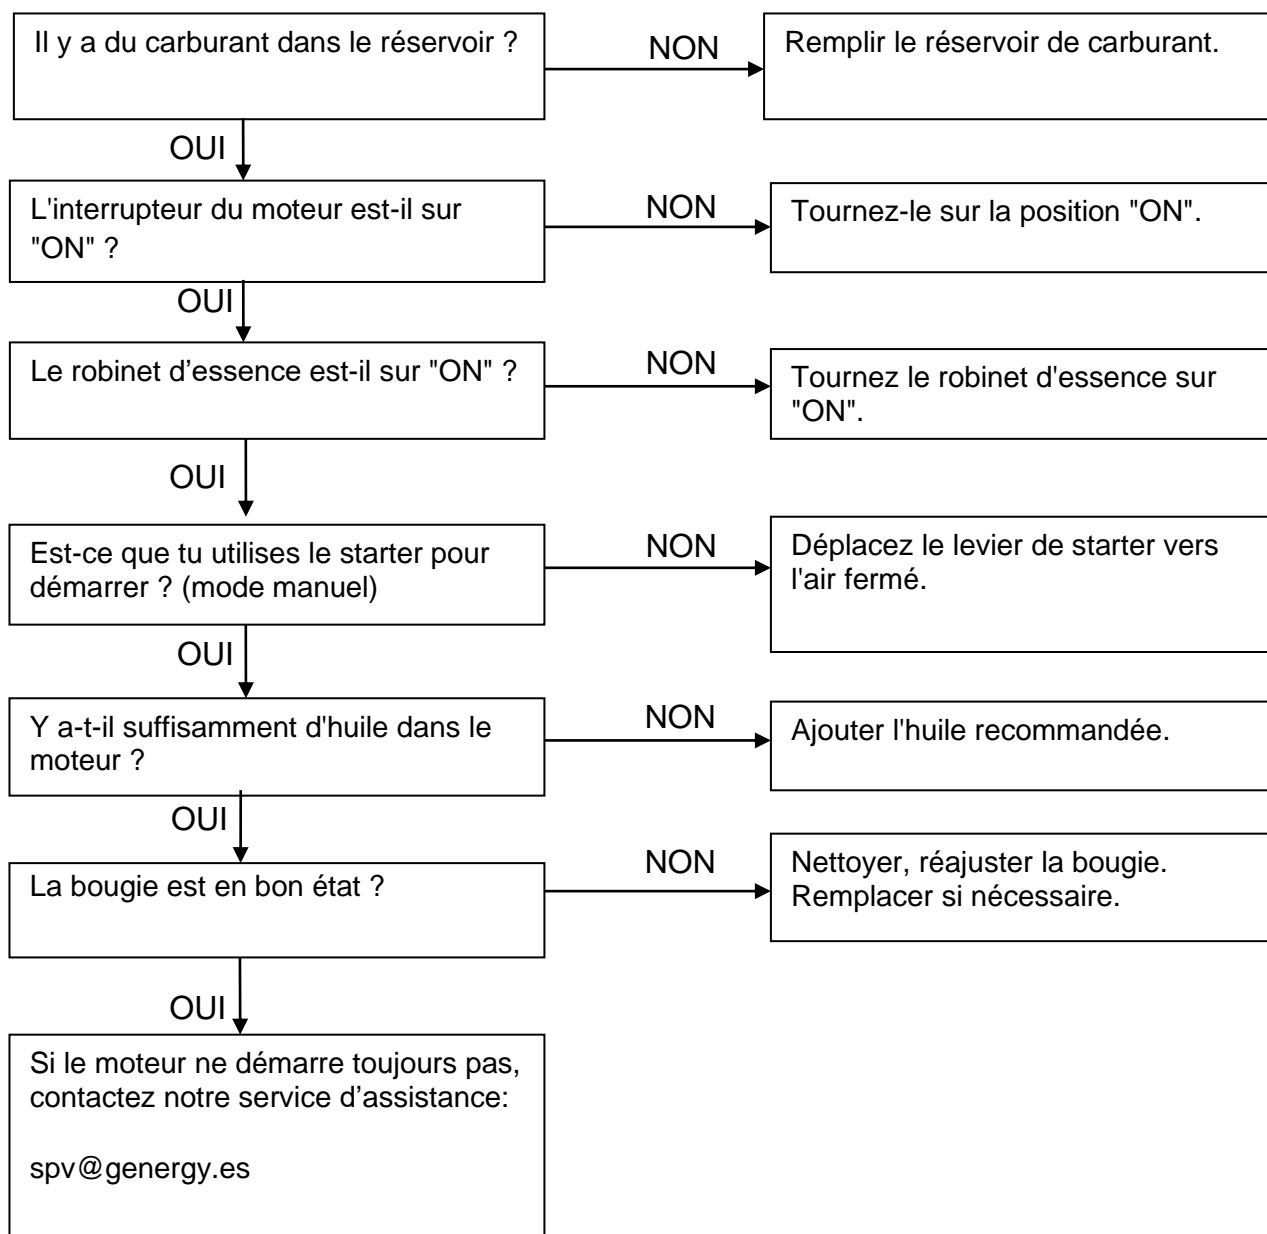 Il y a du carburant dans le réservoir ?
NON
Remplir le réservoir de carburant.
OUI
L'interrupteur du moteur est-il sur
"ON" ?
NON
Tournez-le sur la position "ON".
OUI
Le robinet d’essence est-il sur "ON" ?
NON
Tournez le robinet d'essence sur
"ON".
OUI
Est-ce que tu utilises le starter pour
démarrer ? (mode manuel)
NON
Déplacez le levier de starter vers
l'air fermé.
OUI
Y a-t-il suffisamment d'huile dans le
moteur ?
NON
Ajouter l'huile recommandée.
OUI
La bougie est en bon état ?
NON
Nettoyer, réajuster la bougie.
Remplacer si nécessaire.
OUI
Si le moteur ne démarre toujours pas,
contactez notre service d’assistance:
spv@genergy.es